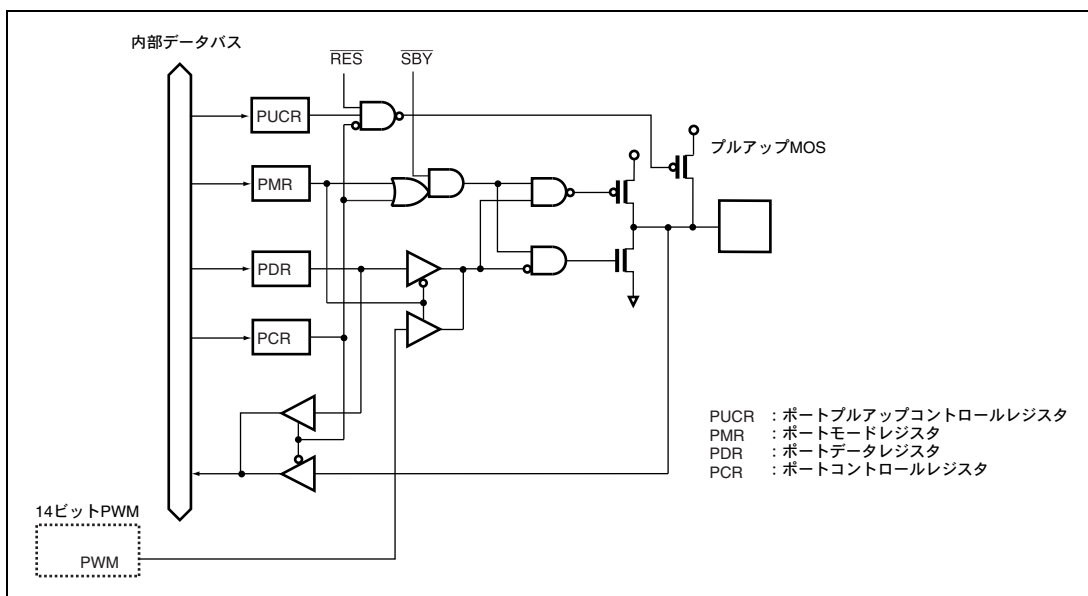 内部データバス
R̅E̅S̅
S̅B̅Y̅
PUCR
プルアップMOS
PMR
PDR
PCR
PUCR :ポートプルアップコントロールレジスタ
PMR :ポートモードレジスタ
PDR :ポートデータレジスタ
PCR :ポートコントロールレジスタ
14ビットPWM
PWM